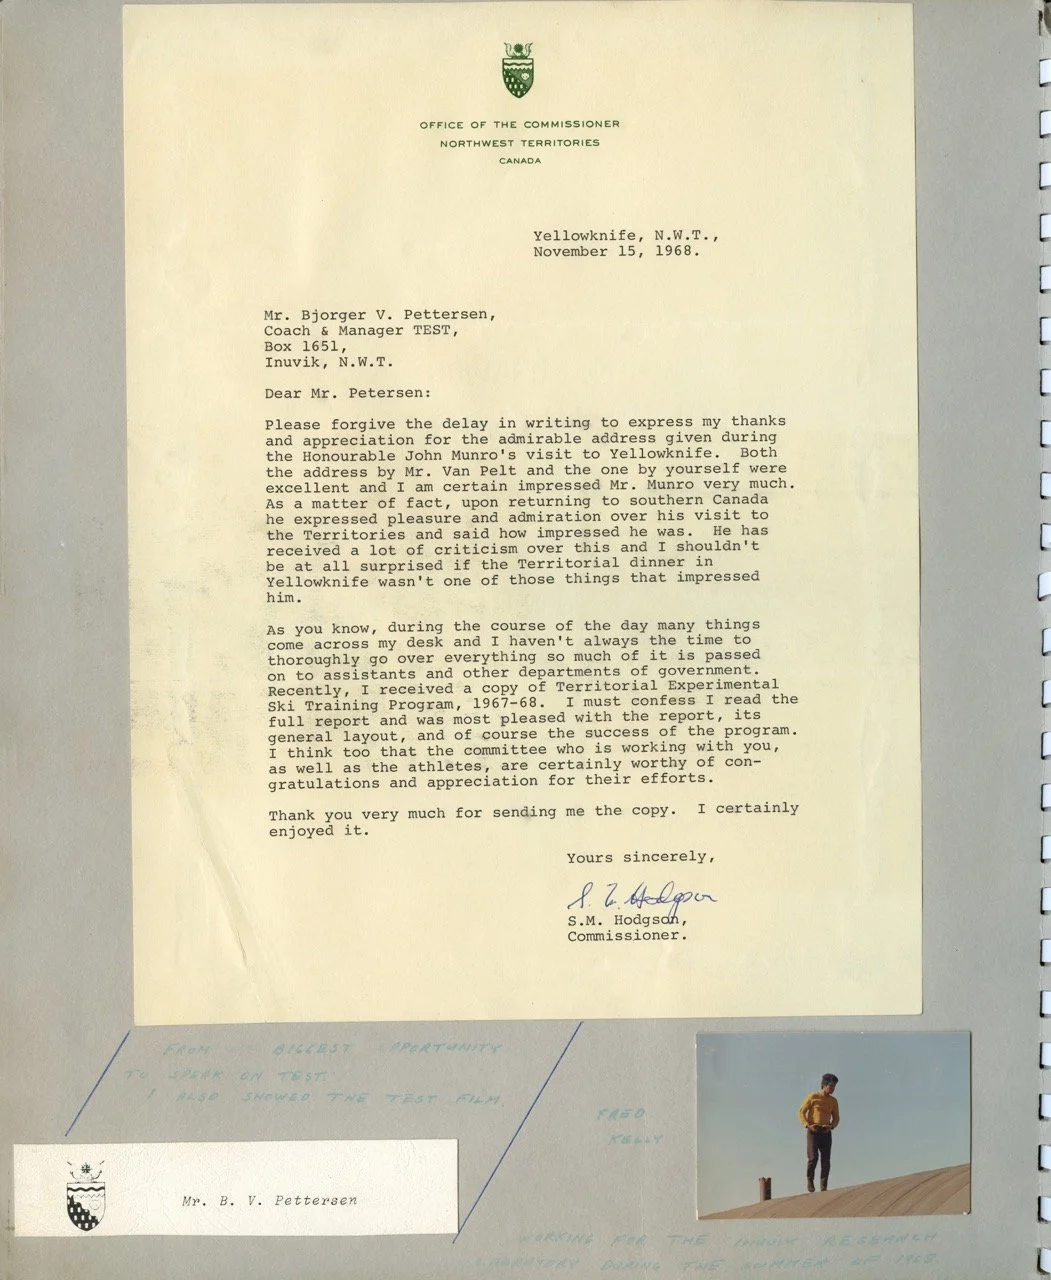 OFFICE OF THE COMMISSIONER
NORTHWEST TERRITORIES
CANADA
Yellowknife, N.W.T.,
November 15, 1968.
Mr. Bjorger V. Pettersen,
Coach & Manager TEST,
Box 1651,
Inuvik, N.W.T.
Dear Mr. Petersen:
Please forgive the delay in writing to express my thanks
and appreciation for the admirable address given during
the Honourable John Munro's visit to Yellowknife.  Both
the address by Mr. Van Pelt and the one by yourself were
excellent and I am certain impressed Mr. Munro very much.
As a matter of fact, upon returning to southern Canada
he expressed pleasure and admiration over his visit to
the Territories and said how impressed he was.  He has
received a lot of criticism over this and I shouldn't
be at all surprised if the Territorial dinner in
Yellowknife wasn't one of those things that impressed
him.
As you know, during the course of the day many things
come across my desk and I haven't always the time to
thoroughly go over everything so much of it is passed
on to assistants and other departments of government.
Recently, I received a copy of Territorial Experimental
Ski Training Program, 1967-68.  I must confess I read the
full report and was most pleased with the report, its
general layout, and of course the success of the program.
I think too that the committee who is working with you,
as well as the athletes, are certainly worthy of con-
gratulations and appreciation for their efforts.
Thank you very much for sending me the copy.  I certainly
enjoyed it.
Yours sincerely,
S.M. Hodgson,
Commissioner.
FROM BIGGEST OPPORTUNITY
TO SPEAK ON TEST.
I ALSO SHOWED THE TEST FILM
FRED
KELLY
Mr. B. V. Pettersen
WORKING FOR THE INUVIK RESEARCH
LABORATORY DURING THE SUMMER OF